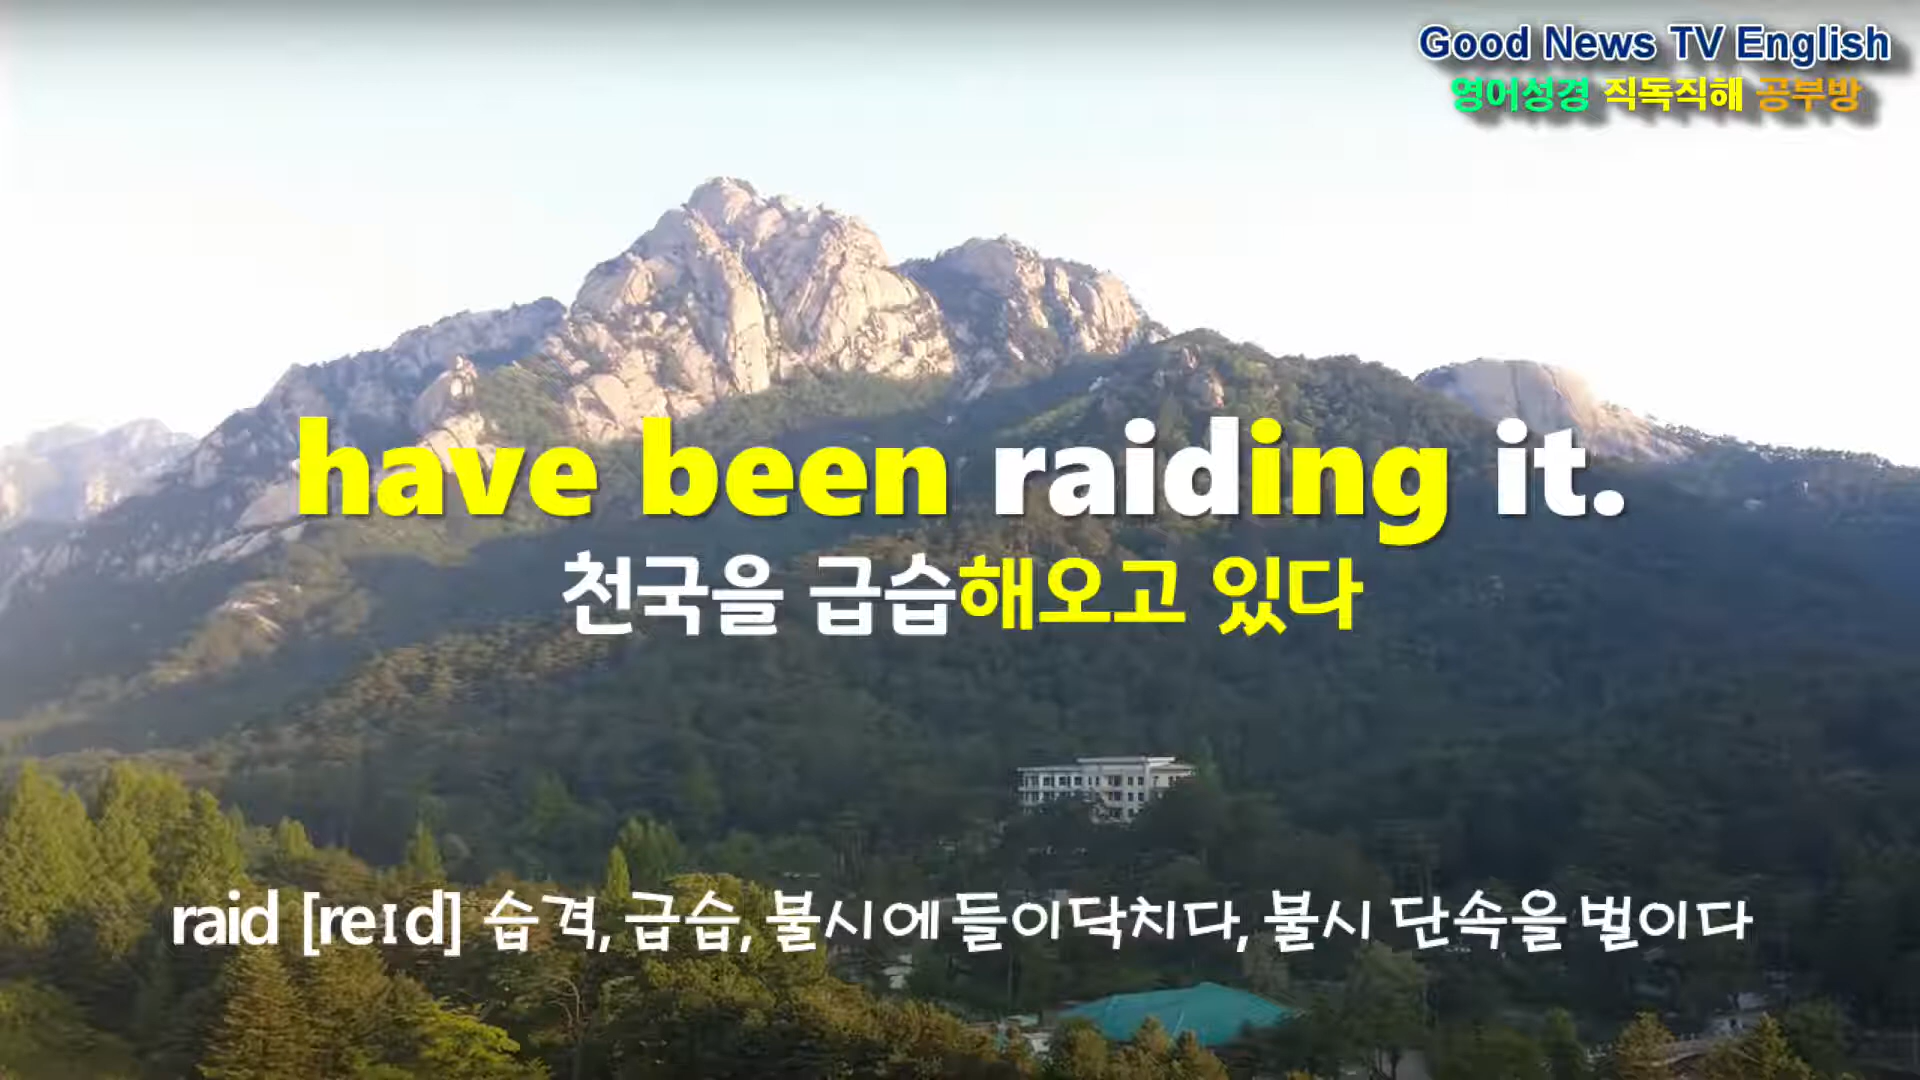 Good News TV English
영어성경 직독직해 공부방
have been raiding it.
천국을 급습해오고 있다
raid [reɪd] 습격, 급습, 불시에 들이닥치다, 불시 단속을 벌이다